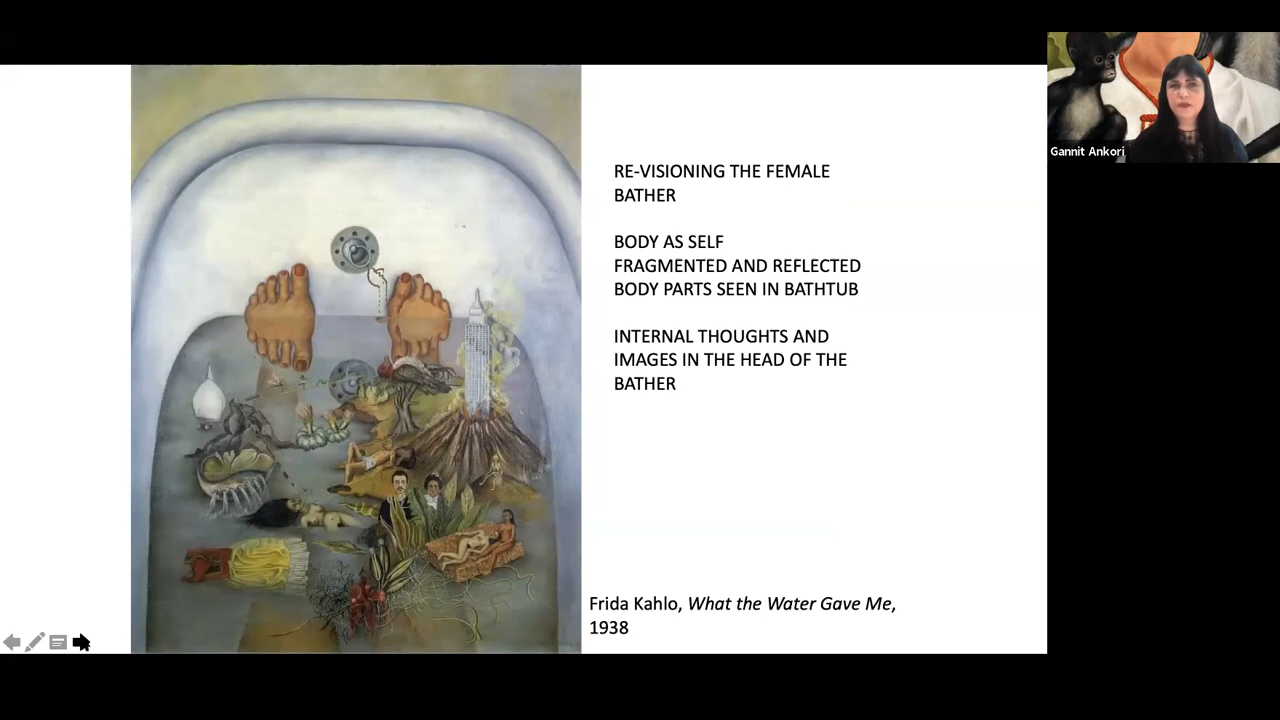 RE-VISIONING THE FEMALE
BATHER
BODY AS SELF
FRAGMENTED AND REFLECTED
BODY PARTS SEEN IN BATHTUB
INTERNAL THOUGHTS AND
IMAGES IN THE HEAD OF THE
BATHER
Frida Kahlo, What the Water Gave Me,
1938
Gannit Ankori